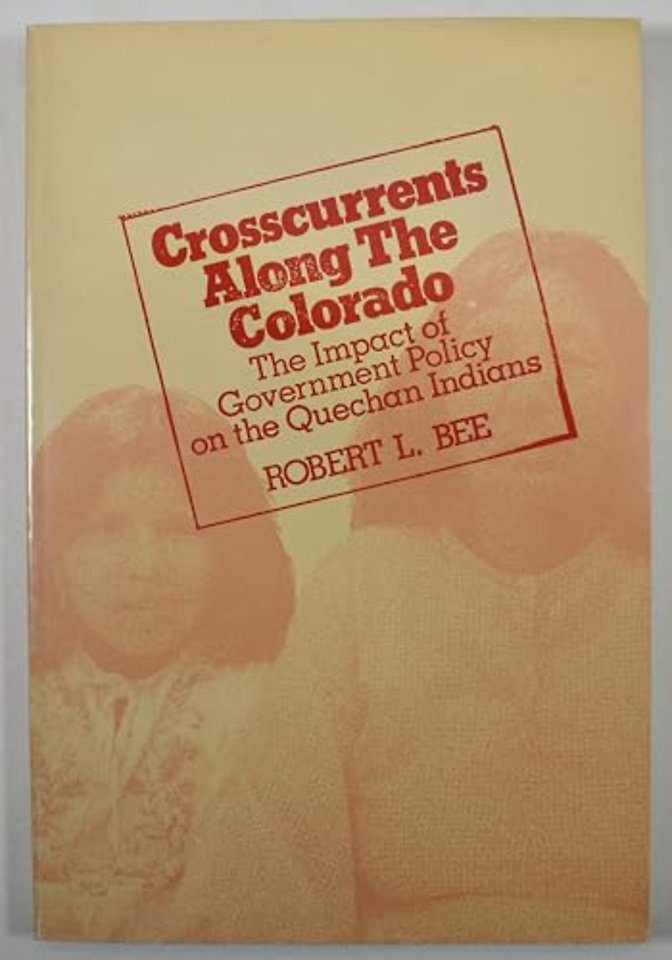 Crosscurrents
Along The
Colorado
The Impact of
Government Policy
on the Quechan Indians
ROBERT L. BEE